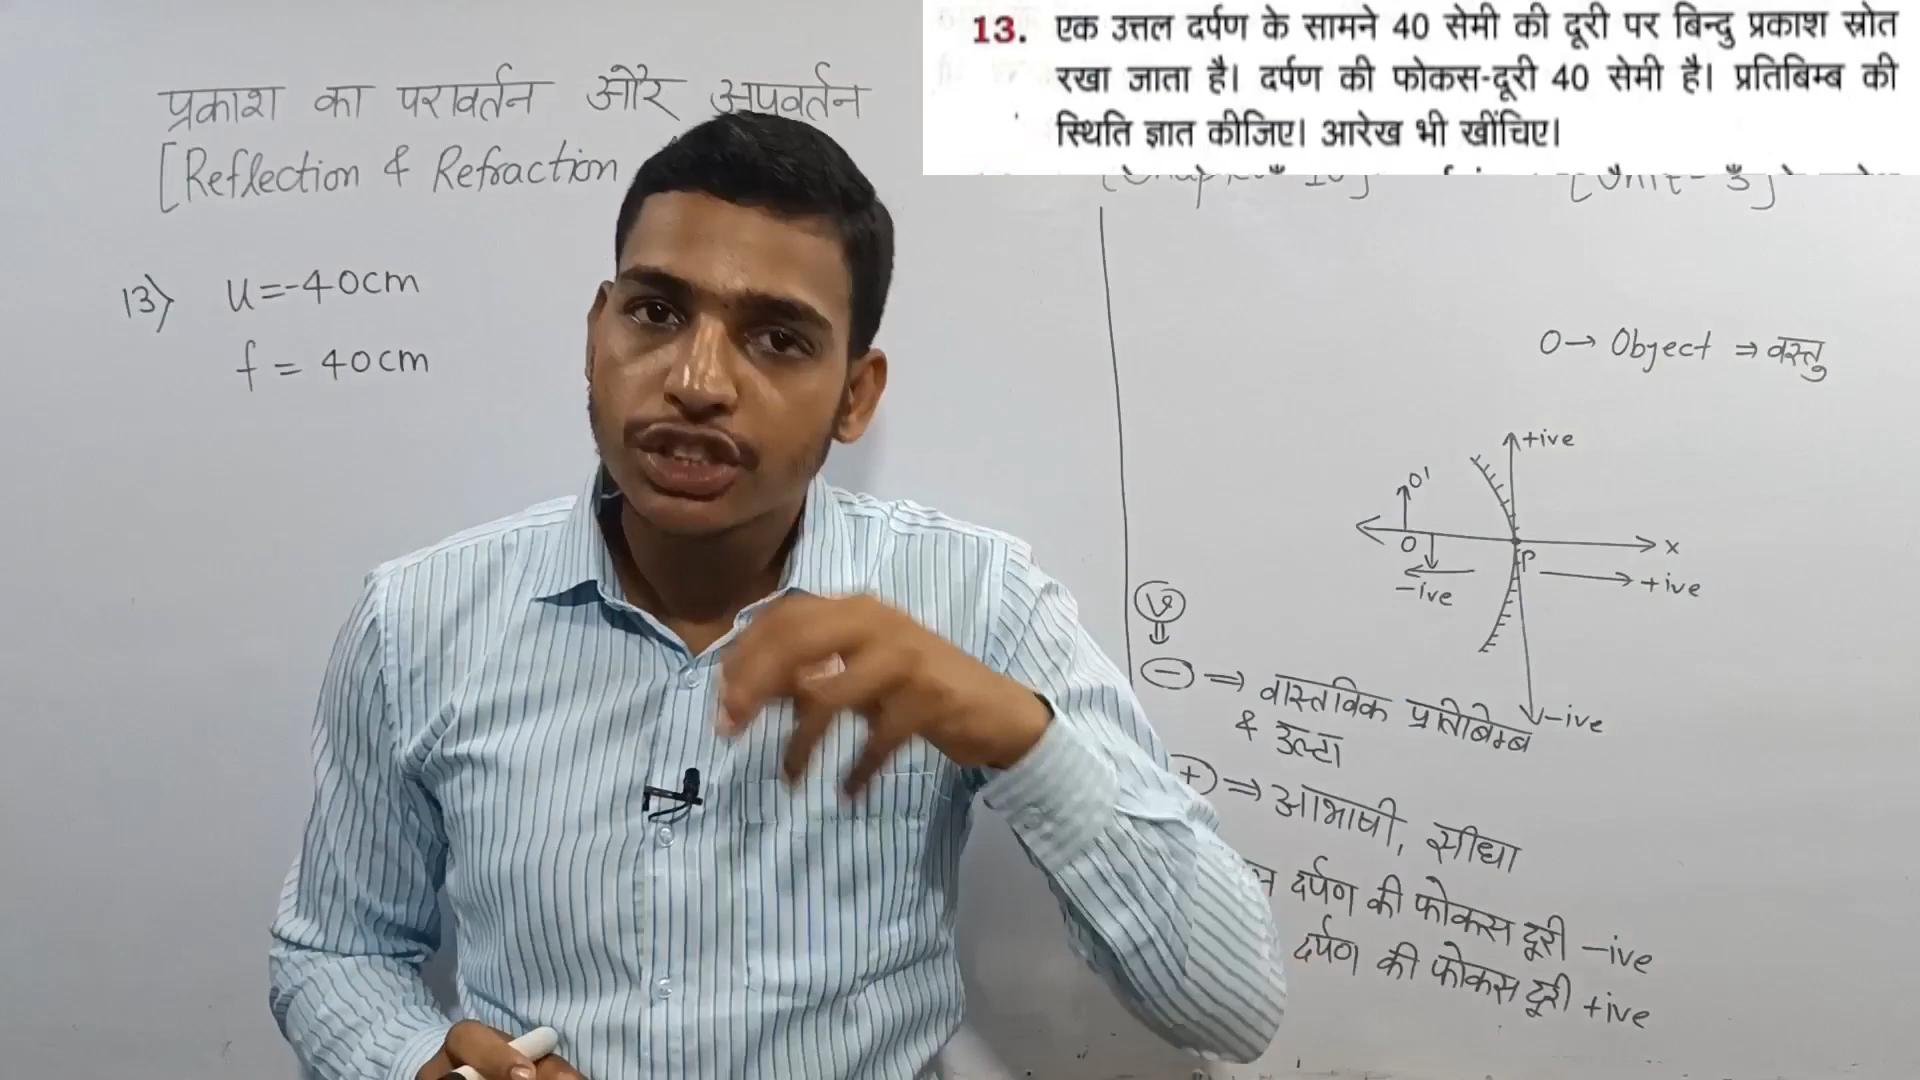 13. एक उत्तल दर्पण के सामने 40 सेमी की दूरी पर बिन्दु प्रकाश स्रोत
रखा जाता है। दर्पण की फोकस-दूरी 40 सेमी है। प्रतिबिम्ब की
स्थिति ज्ञात कीजिए। आरेख भी खींचिए।
प्रकाश का परावर्तन और अपवर्तन
[Reflection & Refraction
13) u=-40cm
f = 40cm
O→ Object ⇒ वस्तु
+ive
O'
O
P
x
-ive
+ive
-ive
v
⊖ ⇒ वास्तविक प्रतिबिम्ब
& उल्टा
+ ⇒ आभाषी, सीधा
दर्पण की फोकस दूरी -ive
दर्पण की फोकस दूरी +ive